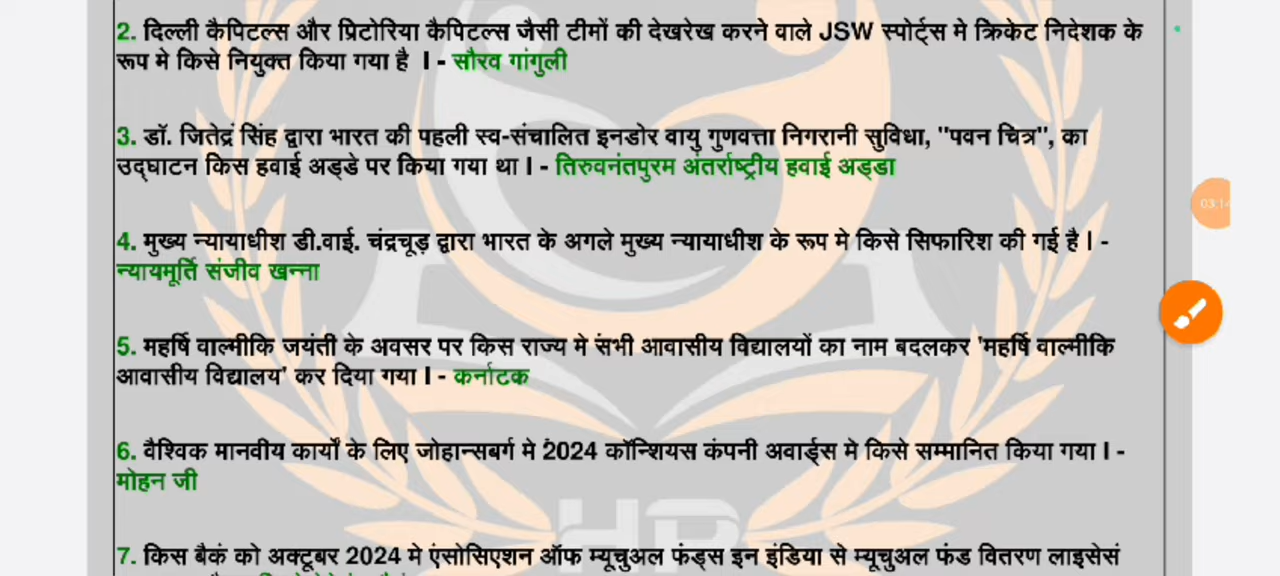 2. दिल्ली कैपिटल्स और प्रिटोरिया कैपिटल्स जैसी टीमों की देखरेख करने वाले JSW स्पोर्ट्स मे क्रिकेट निदेशक के
रूप मे किसे नियुक्त किया गया है I - सौरव गांगुली
3. डॉ. जितेद्रं सिंह द्वारा भारत की पहली स्व-संचालित इनडोर वायु गुणवत्ता निगरानी सुविधा, "पवन चित्र", का
उद्घाटन किस हवाई अड्डे पर किया गया था I - तिरुवनंतपुरम अंतर्राष्ट्रीय हवाई अड्डा
03:14
4. मुख्य न्यायाधीश डी.वाई. चंद्रचूड़ द्वारा भारत के अगले मुख्य न्यायाधीश के रूप मे किसे सिफारिश की गई है I -
न्यायमूर्ति संजीव खन्ना
5. महर्षि वाल्मीकि जयंती के अवसर पर किस राज्य मे संभी आवासीय विद्यालयों का नाम बदलकर 'महर्षि वाल्मीकि
आवासीय विद्यालय' कर दिया गया I - कर्नाटक
6. वैश्विक मानवीय कार्यों के लिए जोहान्सबर्ग मे 2024 कॉन्शियस कंपनी अवार्ड्स मे किसे सम्मानित किया गया I -
मोहन जी
7. किस बैकं को अक्टूबर 2024 मे एंसोसिएशन ऑफ म्यूचुअल फंड्स इन इंडिया से म्यूचुअल फंड वितरण लाइसेसं